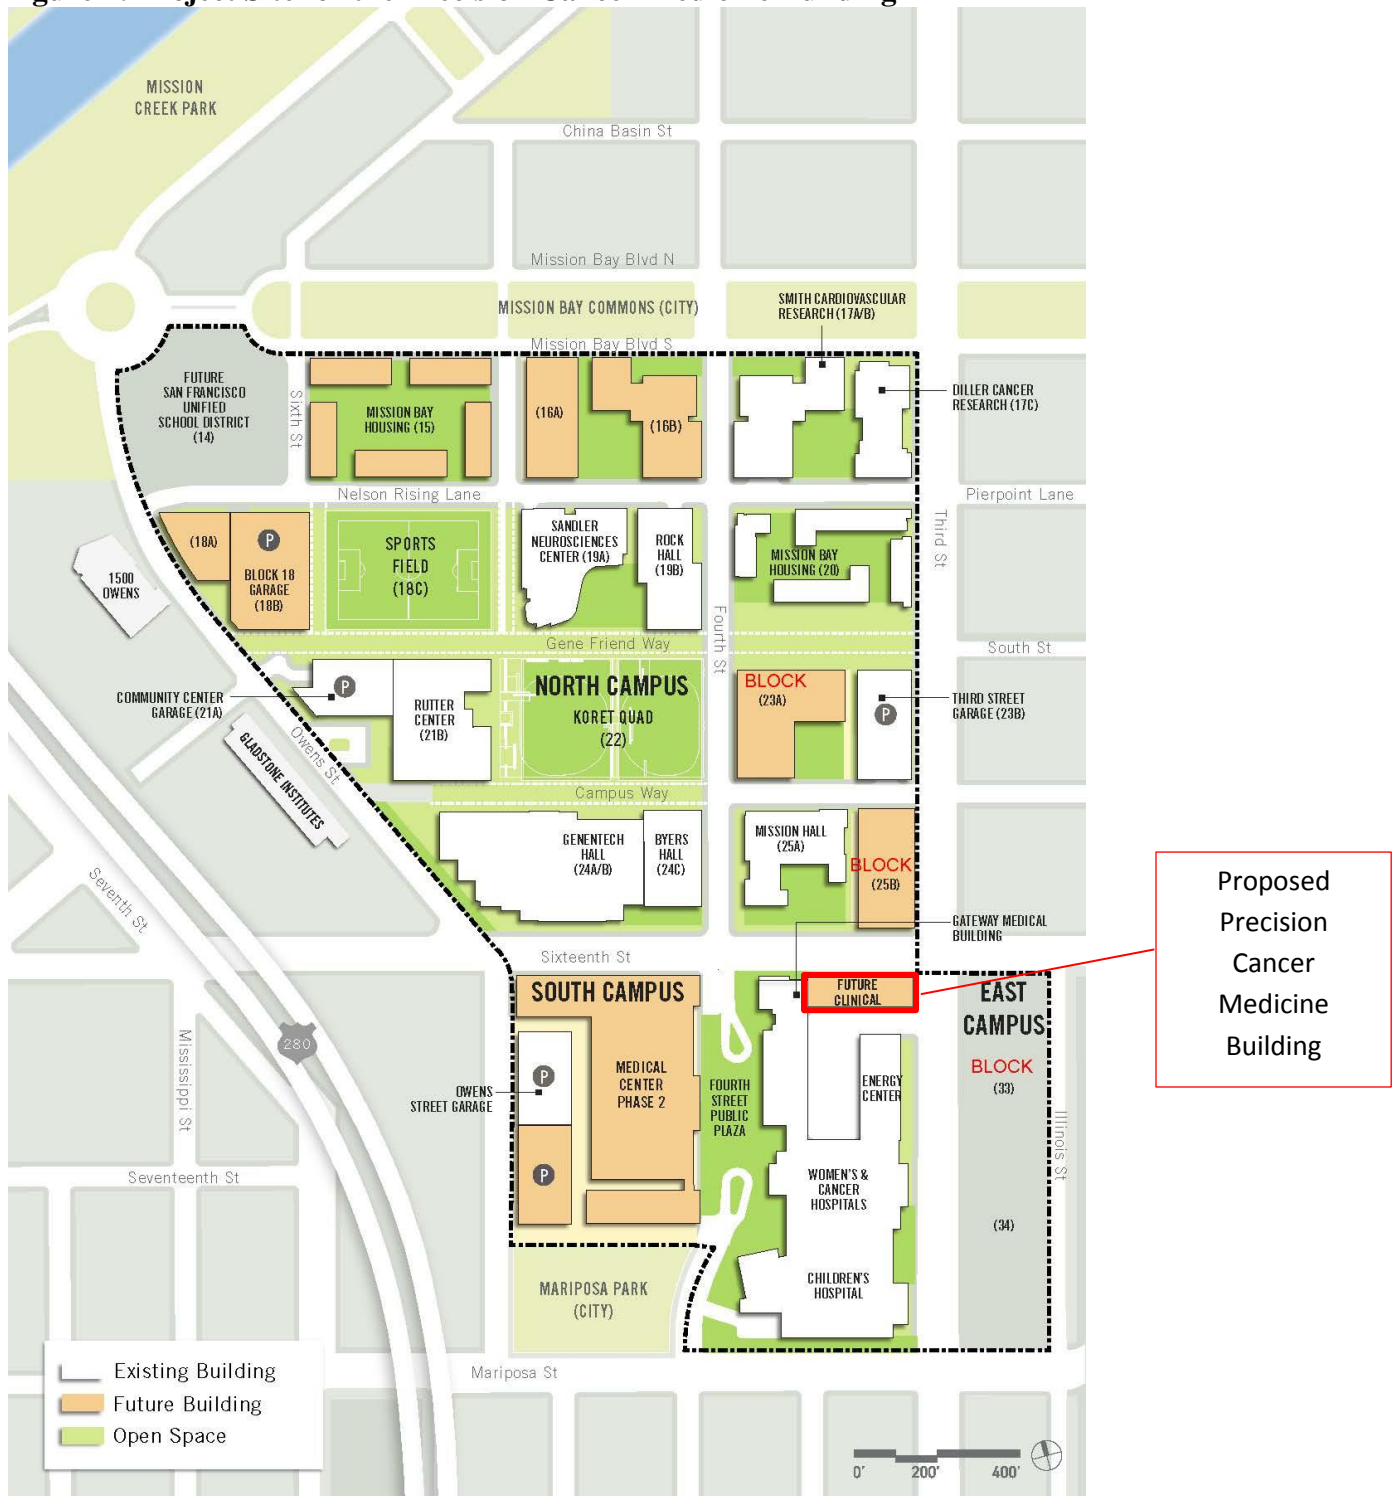 MISSION
CREEK PARK
China Basin St
Mission Bay Blvd N
MISSION BAY COMMONS (CITY)
SMITH CARDIOVASCULAR
RESEARCH (17A/B)
Mission Bay Blvd S
FUTURE
SAN FRANCISCO
UNIFIED
SCHOOL DISTRICT
(14)
Sixth St
MISSION BAY
HOUSING (15)
(16A)
(16B)
DILLER CANCER
RESEARCH (17C)
Nelson Rising Lane
Pierpoint Lane
Third St
(18A)
P
BLOCK 18
GARAGE
(18B)
SPORTS
FIELD
(18C)
SANDLER
NEUROSCIENCES
CENTER (19A)
ROCK
HALL
(19B)
MISSION BAY
HOUSING (20)
1500
OWENS
Fourth St
Gene Friend Way
South St
COMMUNITY CENTER
GARAGE (21A)
P
RUTTER
CENTER
(21B)
NORTH CAMPUS
KORET QUAD
(22)
BLOCK
(23A)
P
THIRD STREET
GARAGE (23B)
GLADSTONE INSTITUTES
Owens St
Campus Way
GENENTECH
HALL
(24A/B)
BYERS
HALL
(24C)
MISSION HALL
(25A)
BLOCK
(25B)
Proposed
Precision
Cancer
Medicine
Building
Seventh St
GATEWAY MEDICAL
BUILDING
Sixteenth St
SOUTH CAMPUS
FUTURE
CLINICAL
EAST
CAMPUS
BLOCK
(33)
280
Mississippi St
OWENS
STREET GARAGE
P
MEDICAL
CENTER
PHASE 2
FOURTH
STREET
PUBLIC
PLAZA
ENERGY
CENTER
Illinois St
Seventeenth St
P
WOMEN'S &
CANCER
HOSPITALS
(34)
MARIPOSA PARK
(CITY)
CHILDREN'S
HOSPITAL
Mariposa St
Existing Building
Future Building
Open Space
0' 200' 400'